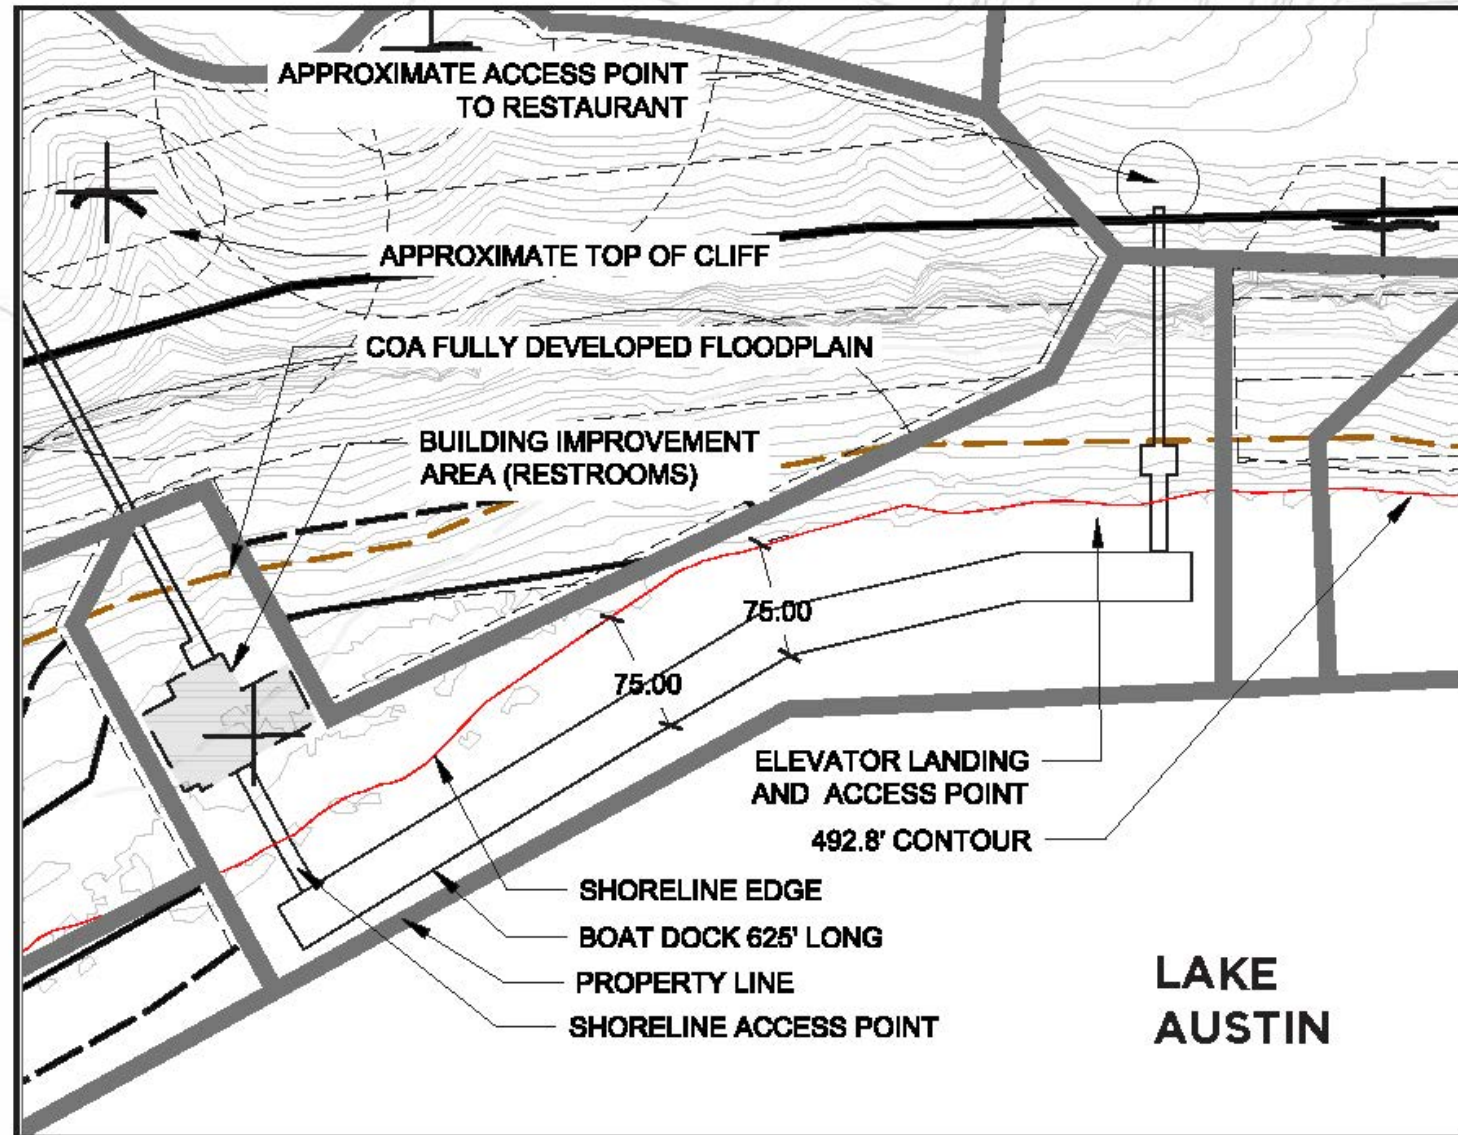 APPROXIMATE ACCESS POINT
TO RESTAURANT
APPROXIMATE TOP OF CLIFF
COA FULLY DEVELOPED FLOODPLAIN
BUILDING IMPROVEMENT
AREA (RESTROOMS)
75.00
75.00
ELEVATOR LANDING
AND ACCESS POINT
492.8' CONTOUR
SHORELINE EDGE
BOAT DOCK 625' LONG
PROPERTY LINE
SHORELINE ACCESS POINT
LAKE
AUSTIN